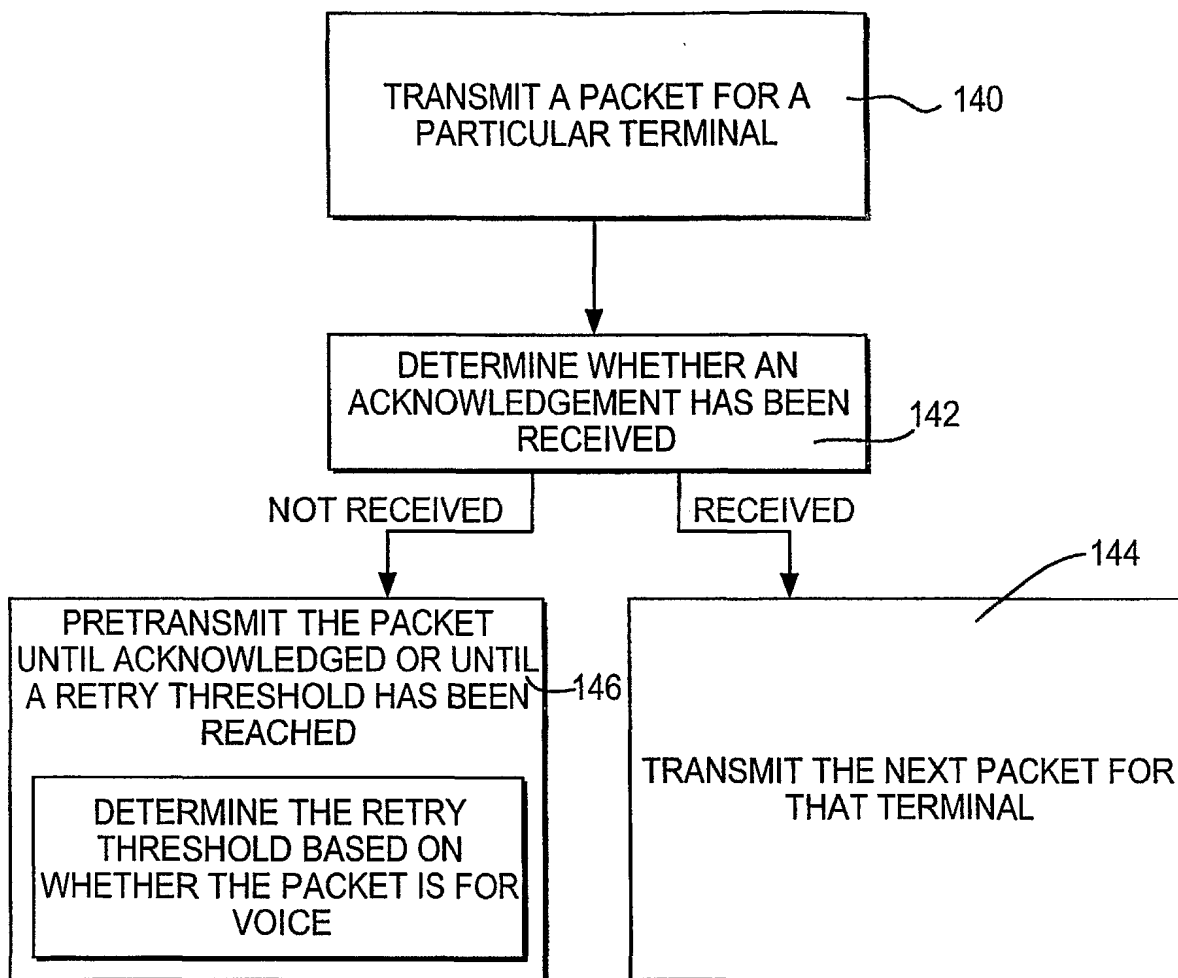 TRANSMIT A PACKET FOR A
PARTICULAR TERMINAL
140
DETERMINE WHETHER AN
ACKNOWLEDGEMENT HAS BEEN
RECEIVED
142
NOT RECEIVED
RECEIVED
144
PRETRANSMIT THE PACKET
UNTIL ACKNOWLEDGED OR UNTIL
A RETRY THRESHOLD HAS BEEN
REACHED
146
DETERMINE THE RETRY
THRESHOLD BASED ON
WHETHER THE PACKET IS FOR
VOICE
TRANSMIT THE NEXT PACKET FOR
THAT TERMINAL